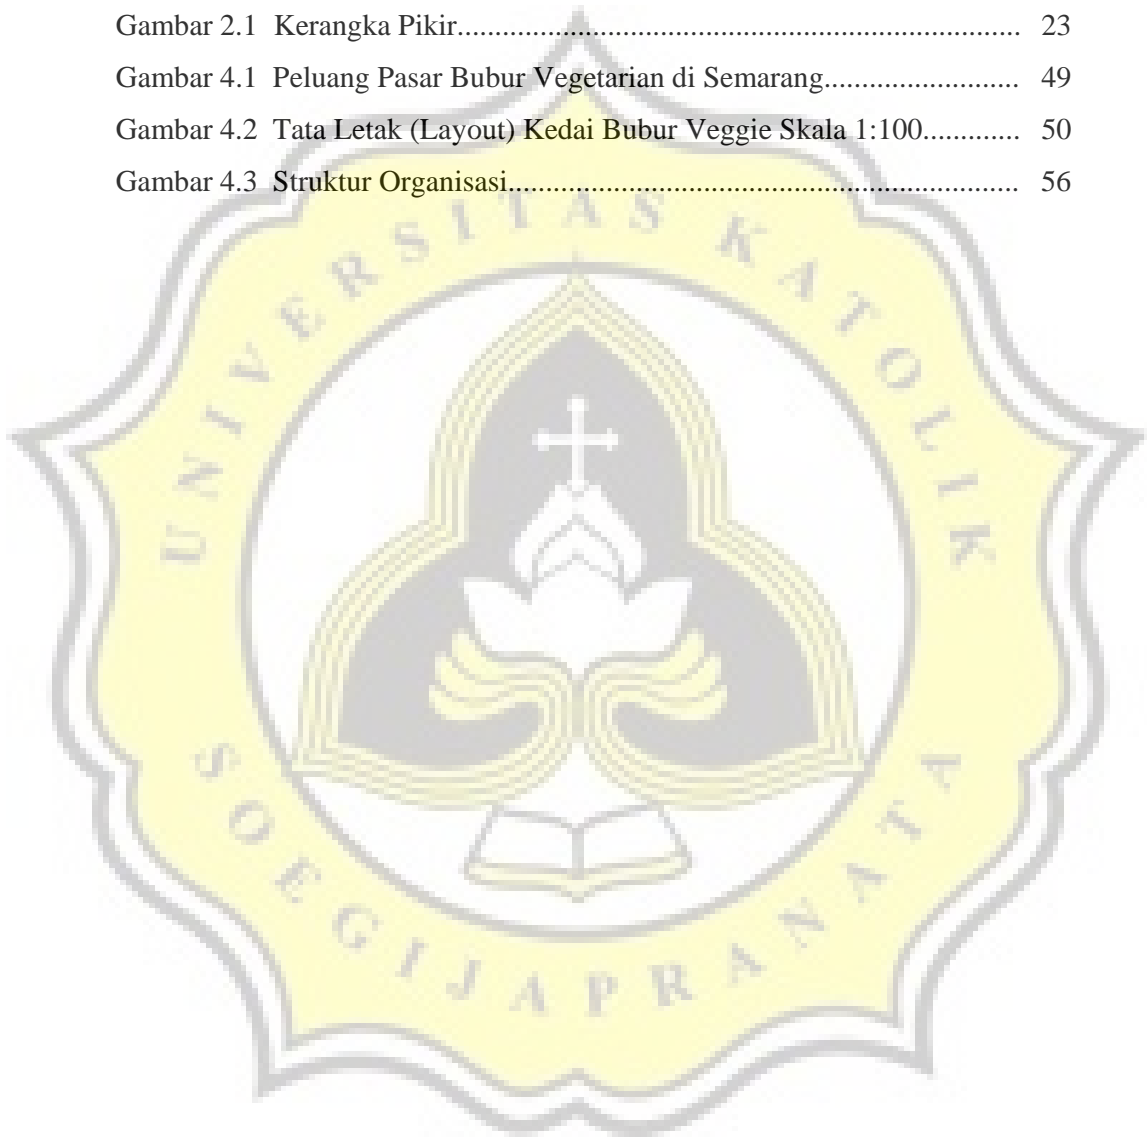 Gambar 2.1 Kerangka Pikir........................................................................... 23
Gambar 4.1 Peluang Pasar Bubur Vegetarian di Semarang.......................... 49
Gambar 4.2 Tata Letak (Layout) Kedai Bubur Veggie Skala 1:100............. 50
Gambar 4.3 Struktur Organisasi.................................................................... 56
UNIVERSITAS KATOLIK
SOEGIJAPRANATA